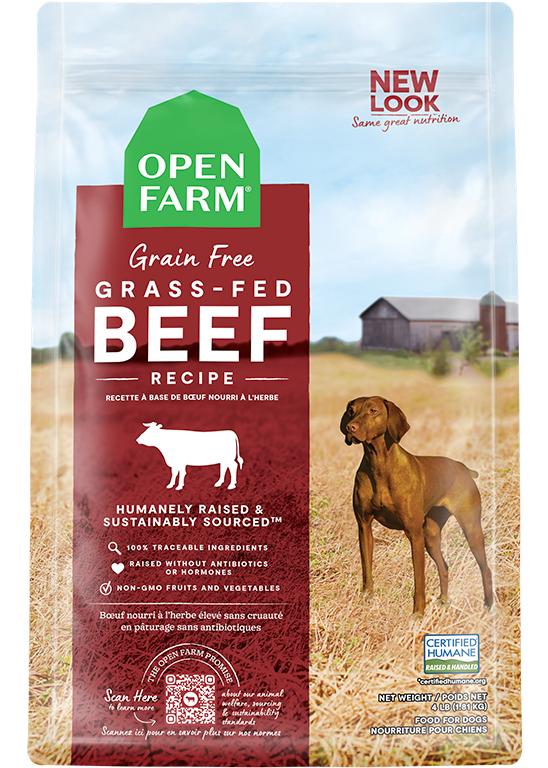 NEW
LOOK
Same great nutrition
OPEN
FARM®
Grain Free
GRASS-FED
BEEF
RECIPE
RECETTE À BASE DE BŒUF NOURRI À L'HERBE
HUMANELY RAISED &
SUSTAINABLY SOURCED™
100% TRACEABLE INGREDIENTS
RAISED WITHOUT ANTIBIOTICS
OR HORMONES
NON-GMO FRUITS AND VEGETABLES
Bœuf nourri à l'herbe élevé sans cruauté
en pâturage sans antibiotiques
THE OPEN FARM PROMISE
Scan Here
to learn more
about our animal
welfare, sourcing
& sustainability
standards
Scannez ici pour en savoir plus sur nos normes
CERTIFIED
HUMANE
RAISED & HANDLED
*certifiedhumane.org
NET WEIGHT / POIDS NET
4 LB (1.81 KG)
FOOD FOR DOGS
NOURRITURE POUR CHIENS